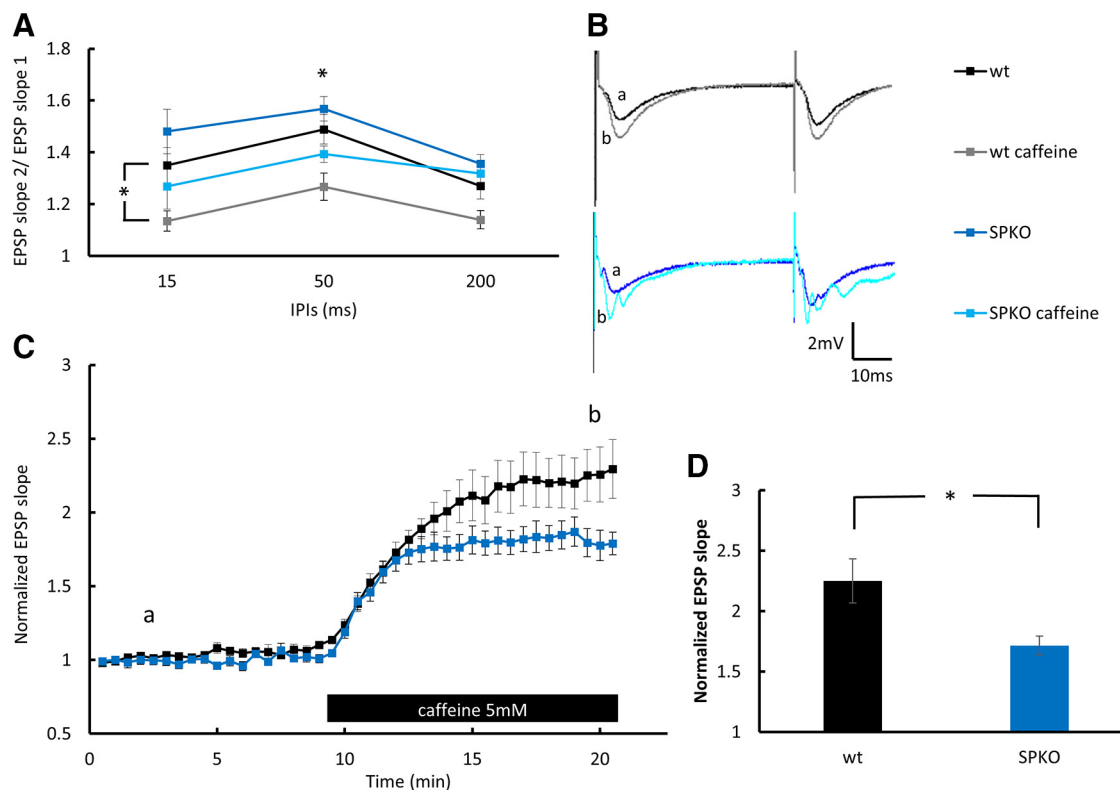 A
EPSP slope 2/ EPSP slope 1
1.8
1.6
1.4
1.2
1
*
*
15
50
200
IPIs (ms)
B
a
b
a
b
2mV
10ms
wt
wt caffeine
SPKO
SPKO caffeine
C
Normalized EPSP slope
3
2.5
2
1.5
1
0.5
a
b
caffeine 5mM
0
5
10
15
20
Time (min)
D
Normalized EPSP slope
3
2.5
2
1.5
1
*
wt
SPKO